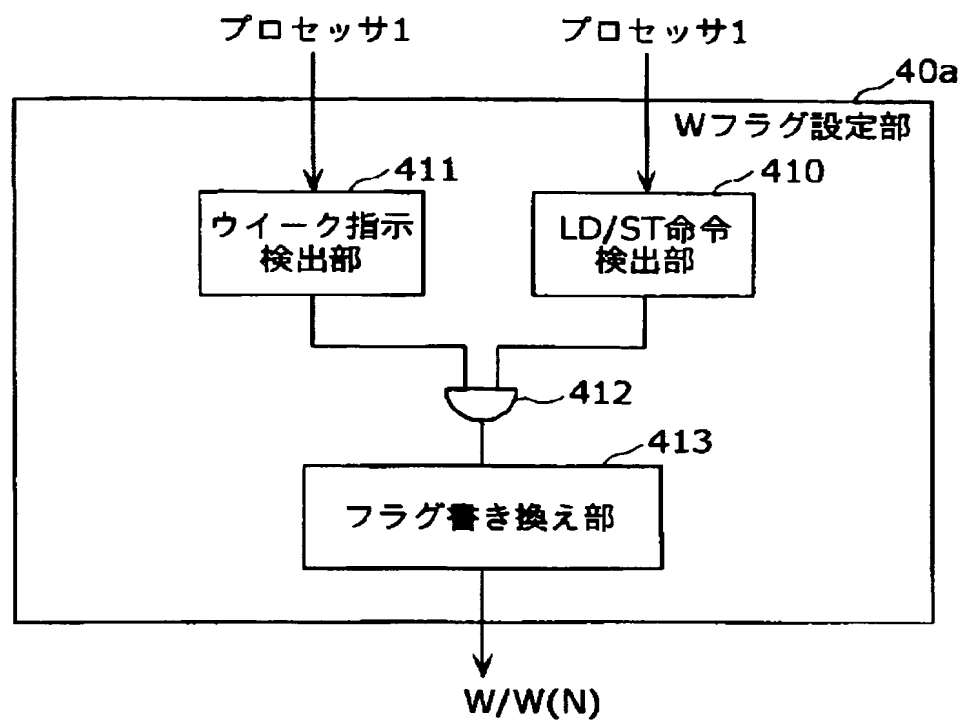 プロセッサ1
プロセッサ1
40a
Wフラグ設定部
411
410
ウイーク指示
検出部
LD/ST命令
検出部
412
413
フラグ書き換え部
W/W(N)